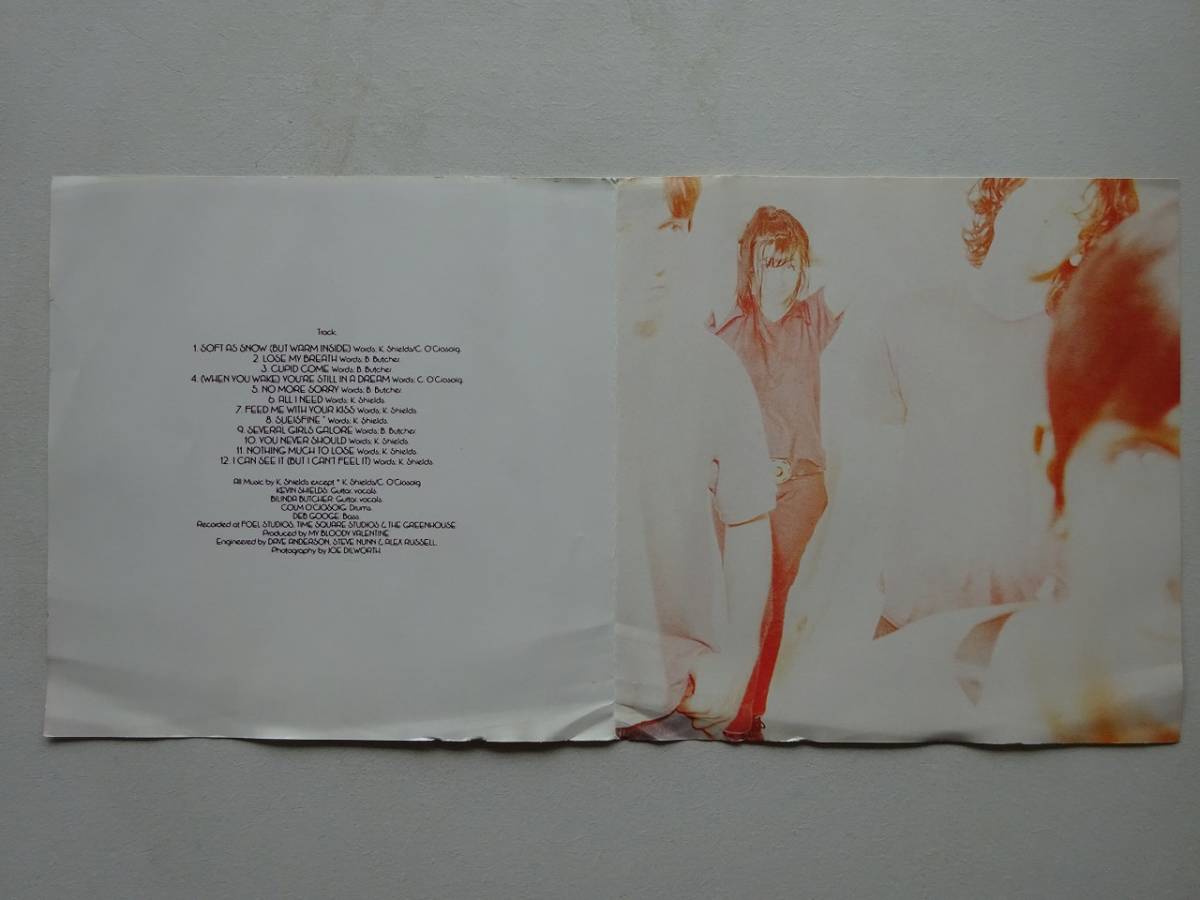 Track.
1. SOFT AS SNOW (BUT WARM INSIDE) Words: K. Shields/C. O'Ciosoig.
2. LOSE MY BREATH Words: B. Butcher.
3. CUPID COME Words: B. Butcher.
4. (WHEN YOU WAKE) YOU'RE STILL IN A DREAM Words: C. O'Ciosoig.
5. NO MORE SORRY Words: B. Butcher.
6. ALL I NEED Words: K. Shields.
7. FEED ME WITH YOUR KISS Words: K. Shields.
8. SUEISFINE * Words: K. Shields.
9. SEVERAL GIRLS GALORE Words: B. Butcher.
10. YOU NEVER SHOULD Words: K. Shields.
11. NOTHING MUCH TO LOSE Words: K. Shields.
12. I CAN SEE IT (BUT I CAN'T FEEL IT) Words: K. Shields.
All Music by K. Shields except * K. Shields/C. O'Ciosoig
KEVIN SHIELDS: Guitar, vocals.
BILINDA BUTCHER: Guitar, vocals.
COLM O'CIOSOIG: Drums.
DEB GOOGE: Bass.
Recorded at FOEL STUDIOS, TIME SQUARE STUDIOS & THE GREENHOUSE
Produced by MY BLOODY VALENTINE
Engineered by DAVE ANDERSON, STEVE NUNN & ALEX RUSSELL.
Photography by JOE DILWORTH